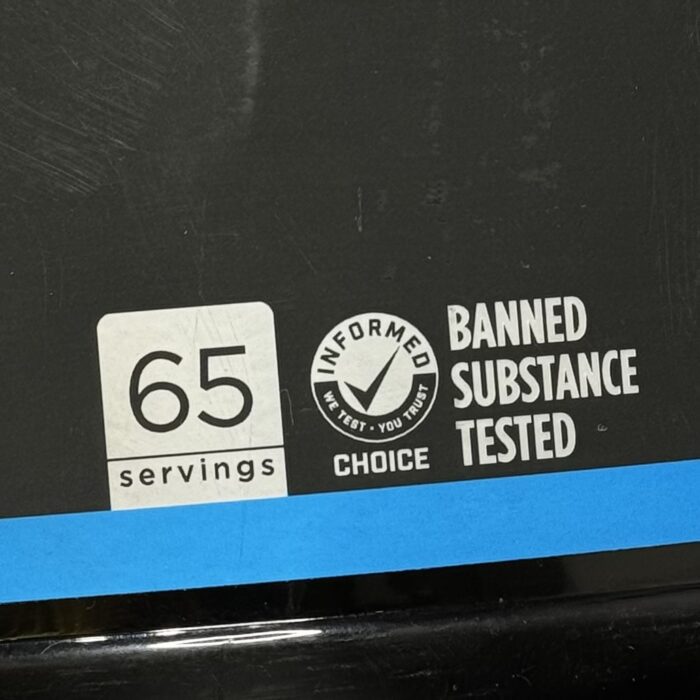 65
servings
INFORMED
WE TEST • YOU TRUST
CHOICE
BANNED
SUBSTANCE
TESTED